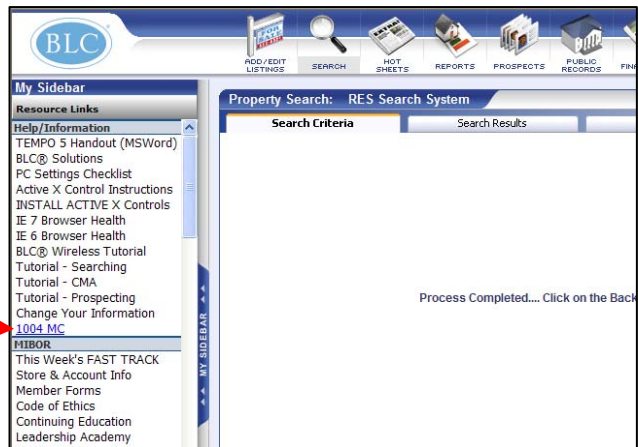 BLC
ADD/EDIT LISTINGS
SEARCH
HOT SHEETS
REPORTS
PROSPECTS
PUBLIC RECORDS
My Sidebar
Resource Links
Help/Information
TEMPO 5 Handout (MSWord)
BLC® Solutions
PC Settings Checklist
Active X Control Instructions
INSTALL ACTIVE X Controls
IE 7 Browser Health
IE 6 Browser Health
BLC® Wireless Tutorial
Tutorial - Searching
Tutorial - CMA
Tutorial - Prospecting
Change Your Information
1004 MC
MIBOR
This Week's FAST TRACK
Store & Account Info
Member Forms
Code of Ethics
Continuing Education
Leadership Academy
MY SIDEBAR
Property Search: RES Search System
Search Criteria
Search Results
Process Completed.... Click on the Back